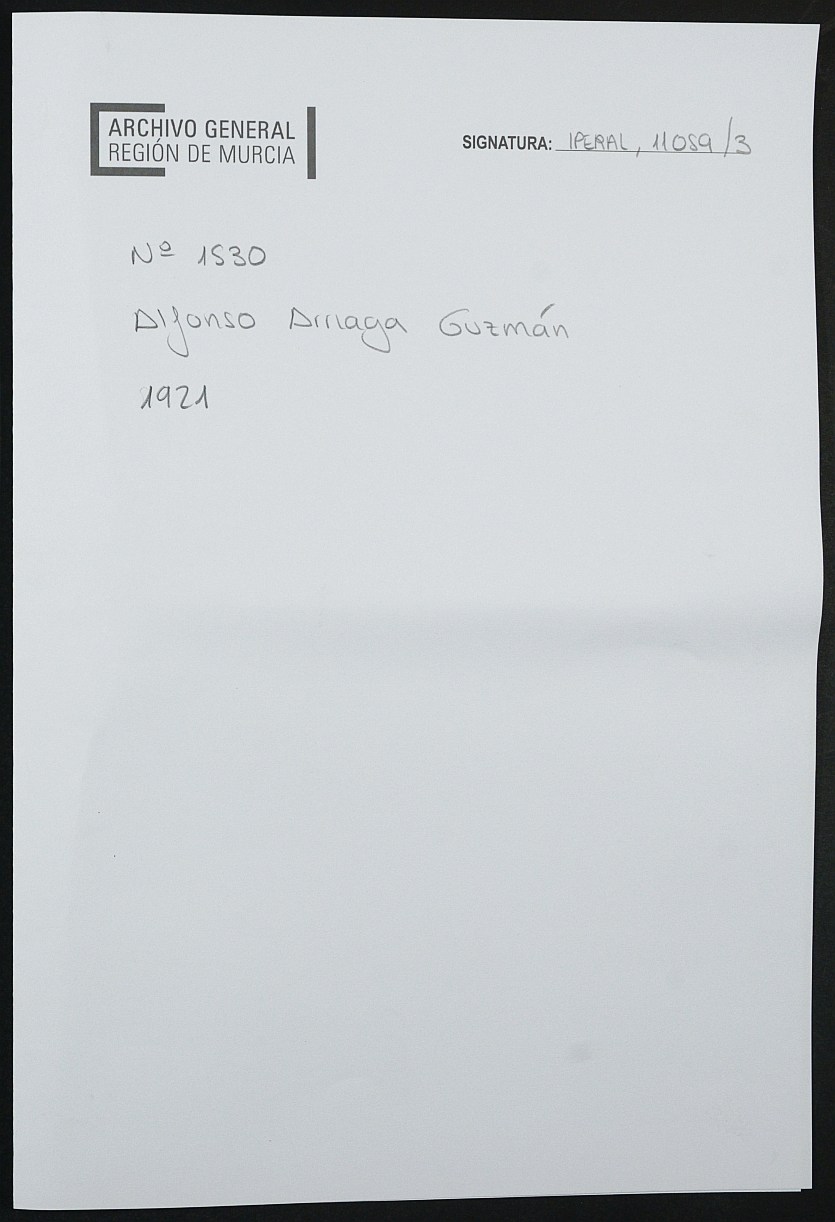 ARCHIVO GENERAL
REGIÓN DE MURCIA
SIGNATURA: IPERAL, 11059/3
Nº 1530
Alfonso Arriaga Guzmán
1921